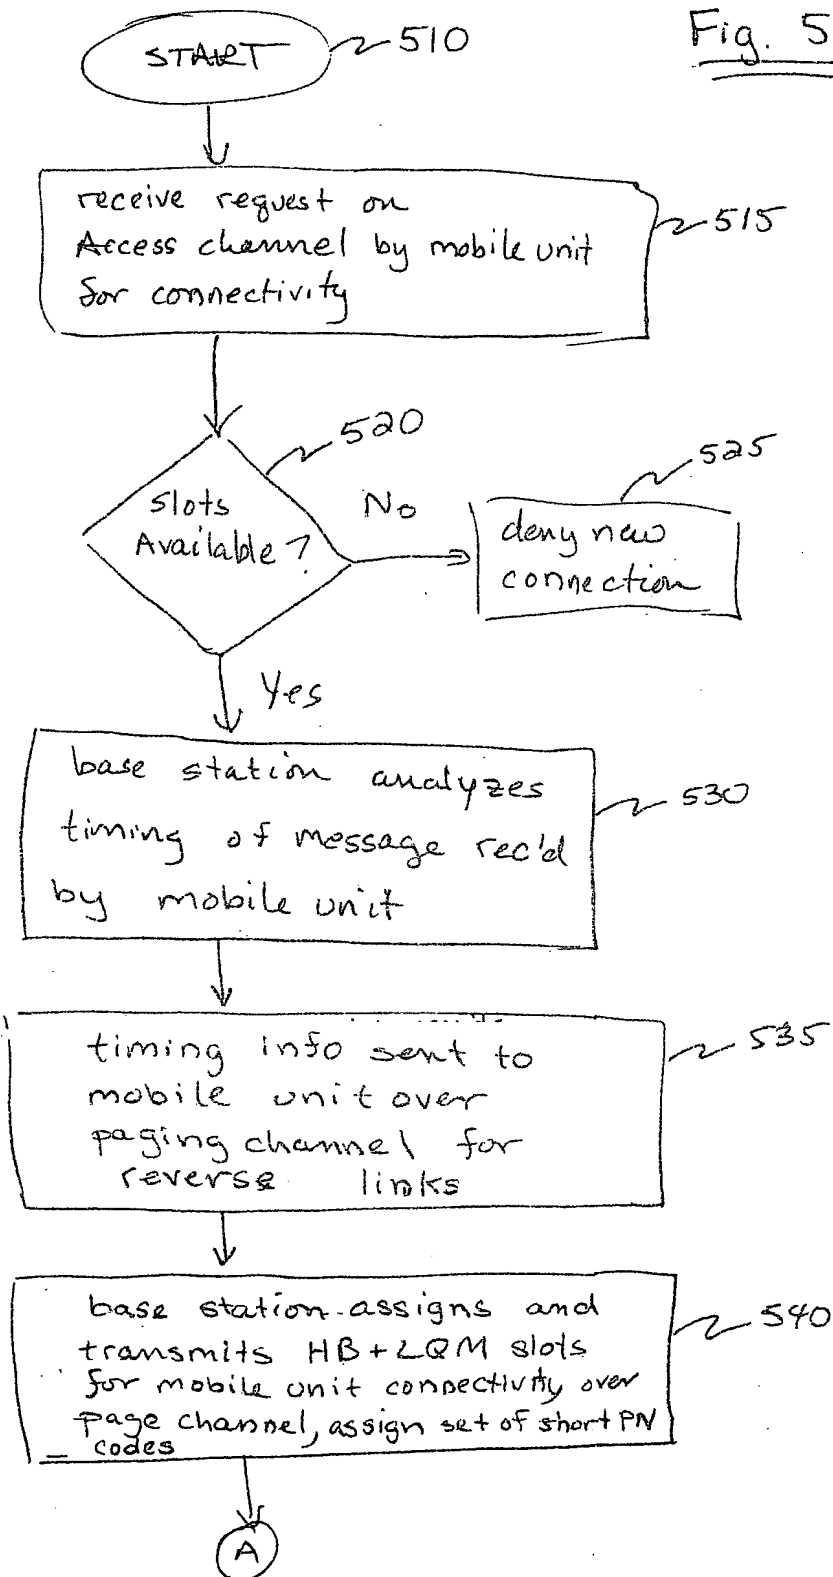 Fig. 5
START 510
receive request on
Access channel by mobile unit
for connectivity
515
520
slots
Available?
No
525
deny new
connection
Yes
base station analyzes
timing of message rec'd
by mobile unit
530
timing info sent to
mobile unit over
paging channel for
reverse links
535
base station assigns and
transmits HB+LQM slots
for mobile unit connectivity over
page channel, assign set of short PN
codes
540
A